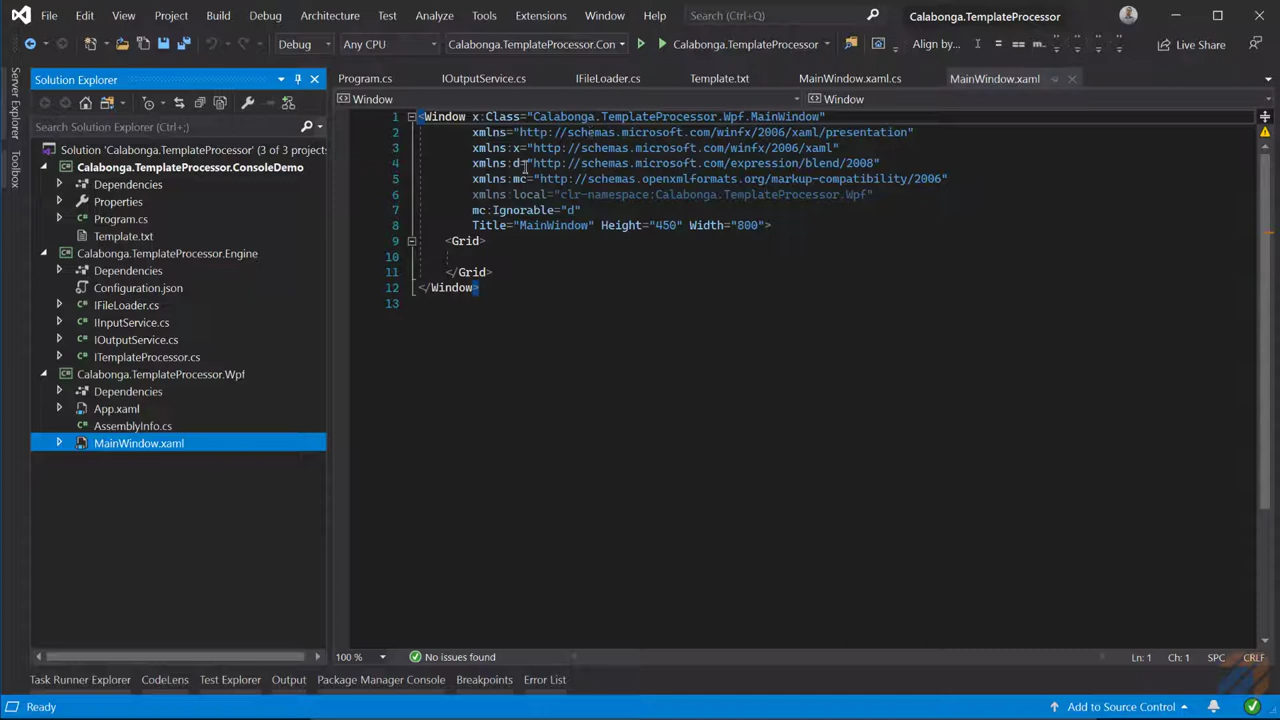 File Edit View Project Build Debug Architecture Test Analyze Tools Extensions Window Help Search (Ctrl+Q) Calabonga.TemplateProcessor
Debug Any CPU Calabonga.TemplateProcessor.Con Calabonga.TemplateProcessor Align by... Live Share
Server Explorer
Toolbox
Solution Explorer
Search Solution Explorer (Ctrl+;)
Solution 'Calabonga.TemplateProcessor' (3 of 3 projects
Calabonga.TemplateProcessor.ConsoleDemo
Dependencies
Properties
Program.cs
Template.txt
Calabonga.TemplateProcessor.Engine
Dependencies
Configuration.json
IFileLoader.cs
IInputService.cs
IOutputService.cs
ITemplateProcessor.cs
Calabonga.TemplateProcessor.Wpf
Dependencies
App.xaml
AssemblyInfo.cs
MainWindow.xaml
Program.cs IOutputService.cs IFileLoader.cs Template.txt MainWindow.xaml.cs MainWindow.xaml
Window Window
1 <Window x:Class="Calabonga.TemplateProcessor.Wpf.MainWindow"
2 xmlns="http://schemas.microsoft.com/winfx/2006/xaml/presentation"
3 xmlns:x="http://schemas.microsoft.com/winfx/2006/xaml"
4 xmlns:d="http://schemas.microsoft.com/expression/blend/2008"
5 xmlns:mc="http://schemas.openxmlformats.org/markup-compatibility/2006"
6 xmlns:local="clr-namespace:Calabonga.TemplateProcessor.Wpf"
7 mc:Ignorable="d"
8 Title="MainWindow" Height="450" Width="800">
9 <Grid>
10
11 </Grid>
12 </Window>
13
100 % No issues found Ln: 1 Ch: 1 SPC CRLF
Task Runner Explorer CodeLens Test Explorer Output Package Manager Console Breakpoints Error List
Ready Add to Source Control